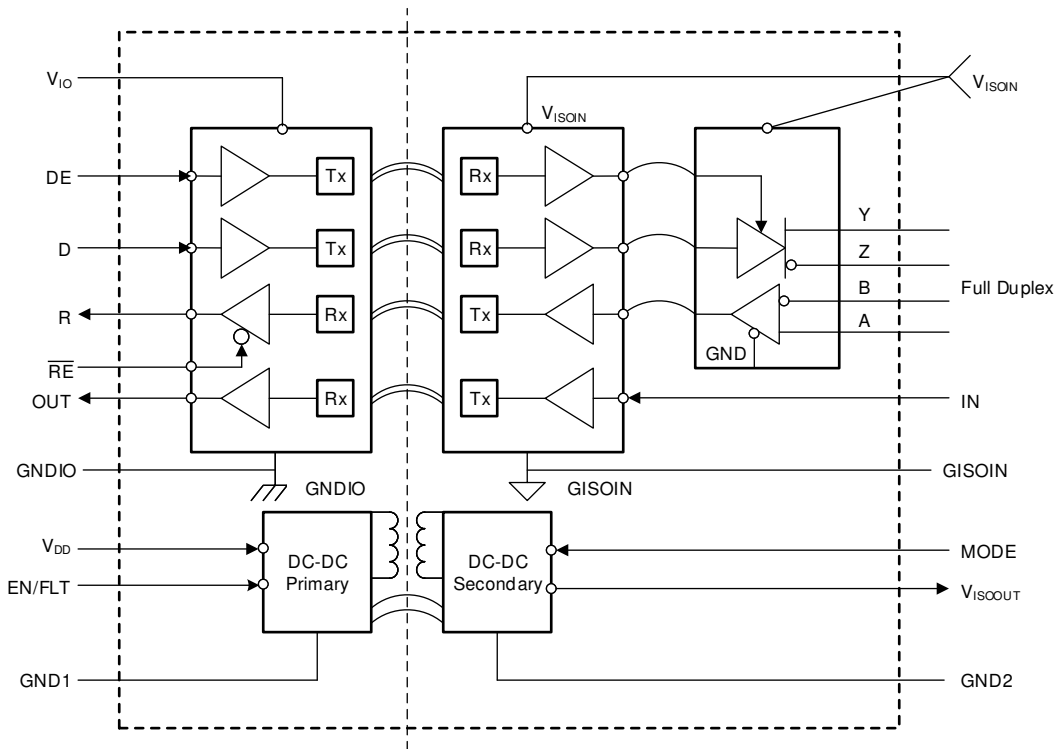 VIO
VISOIN
VISOIN
DE
Tx
Rx
Y
D
Tx
Rx
Z
R
Rx
Tx
B
Full Duplex
A
GND
RE
OUT
Rx
Tx
IN
GNDIO
GNDIO
GISOIN
GISOIN
VDD
DC-DC
Primary
DC-DC
Secondary
MODE
EN/FLT
VISOOUT
GND1
GND2